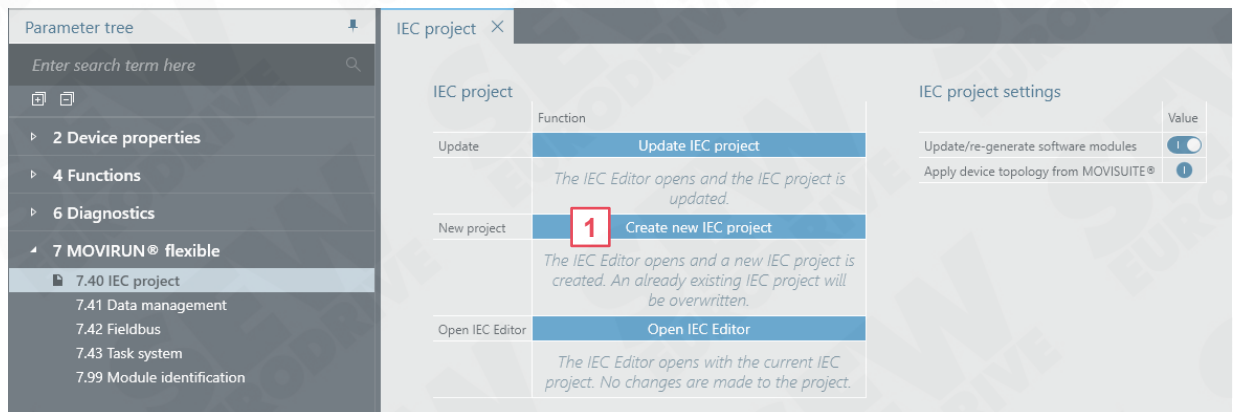 Parameter tree
Enter search term here
2 Device properties
4 Functions
6 Diagnostics
7 MOVIRUN® flexible
7.40 IEC project
7.41 Data management
7.42 Fieldbus
7.43 Task system
7.99 Module identification
IEC project
IEC project
Function
Update
Update IEC project
The IEC Editor opens and the IEC project is
updated.
New project
1
Create new IEC project
The IEC Editor opens and a new IEC project is
created. An already existing IEC project will
be overwritten.
Open IEC Editor
Open IEC Editor
The IEC Editor opens with the current IEC
project. No changes are made to the project.
IEC project settings
Value
Update/re-generate software modules
Apply device topology from MOVISUITE®
SEW
EURODRIVE